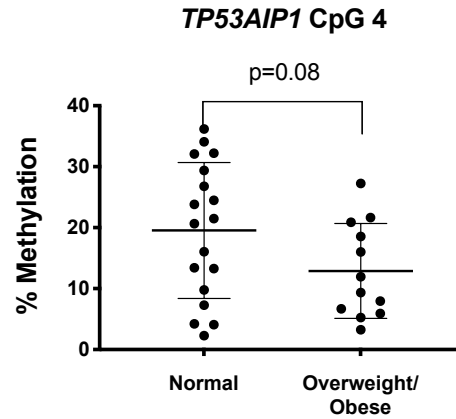 TP53AIP1 CpG 4
p=0.08
40
30
20
10
0
% Methylation
Normal
Overweight/
Obese